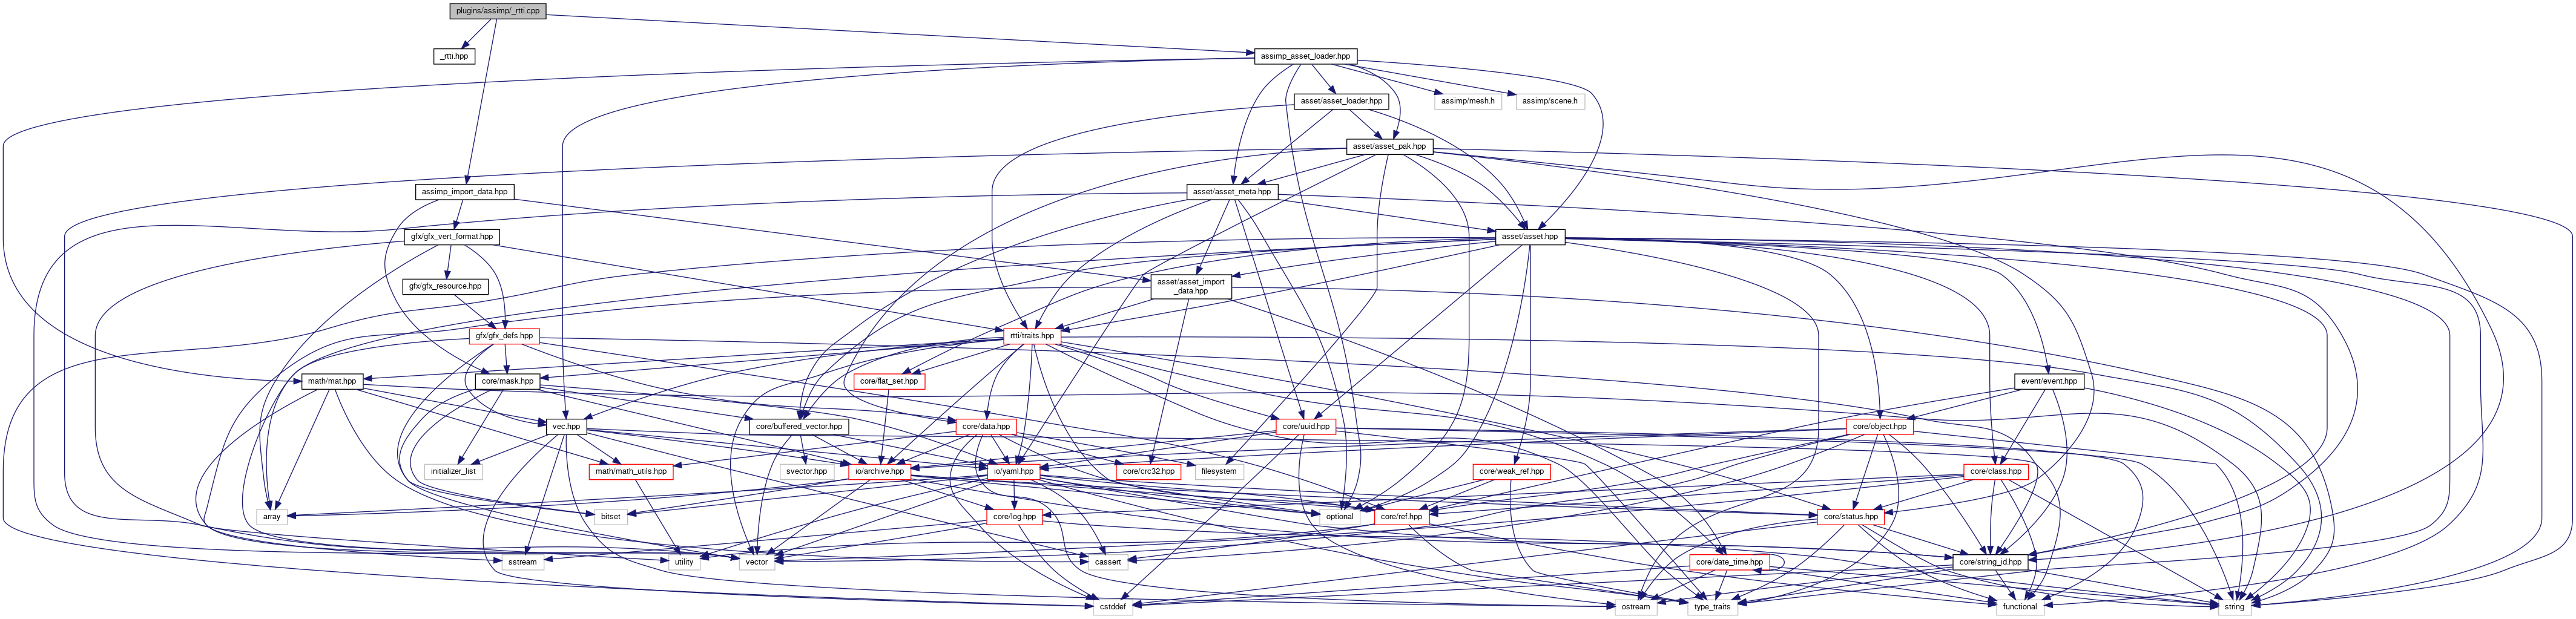 plugins/assimp/_rtti.cpp
_rtti.hpp
assimp_asset_loader.hpp
asset/asset_loader.hpp
assimp/mesh.h
assimp/scene.h
asset/asset_pak.hpp
assimp_import_data.hpp
asset/asset_meta.hpp
gfx/gfx_vert_format.hpp
asset/asset.hpp
gfx/gfx_resource.hpp
asset/asset_import
_data.hpp
gfx/gfx_defs.hpp
rtti/traits.hpp
math/mat.hpp
core/mask.hpp
core/flat_set.hpp
event/event.hpp
vec.hpp
core/buffered_vector.hpp
core/data.hpp
core/uuid.hpp
core/object.hpp
initializer_list
math/math_utils.hpp
svector.hpp
io/archive.hpp
io/yaml.hpp
core/crc32.hpp
filesystem
core/weak_ref.hpp
core/class.hpp
array
bitset
core/log.hpp
optional
core/ref.hpp
core/status.hpp
sstream
utility
vector
cassert
core/date_time.hpp
core/string_id.hpp
cstddef
ostream
type_traits
functional
string